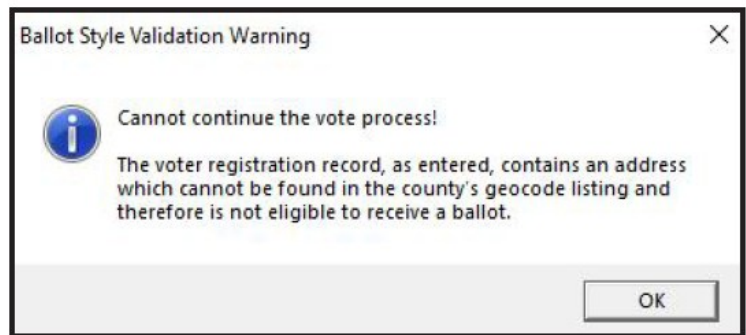 Ballot Style Validation Warning
Cannot continue the vote process!
The voter registration record, as entered, contains an address
which cannot be found in the county's geocode listing and
therefore is not eligible to receive a ballot.
OK